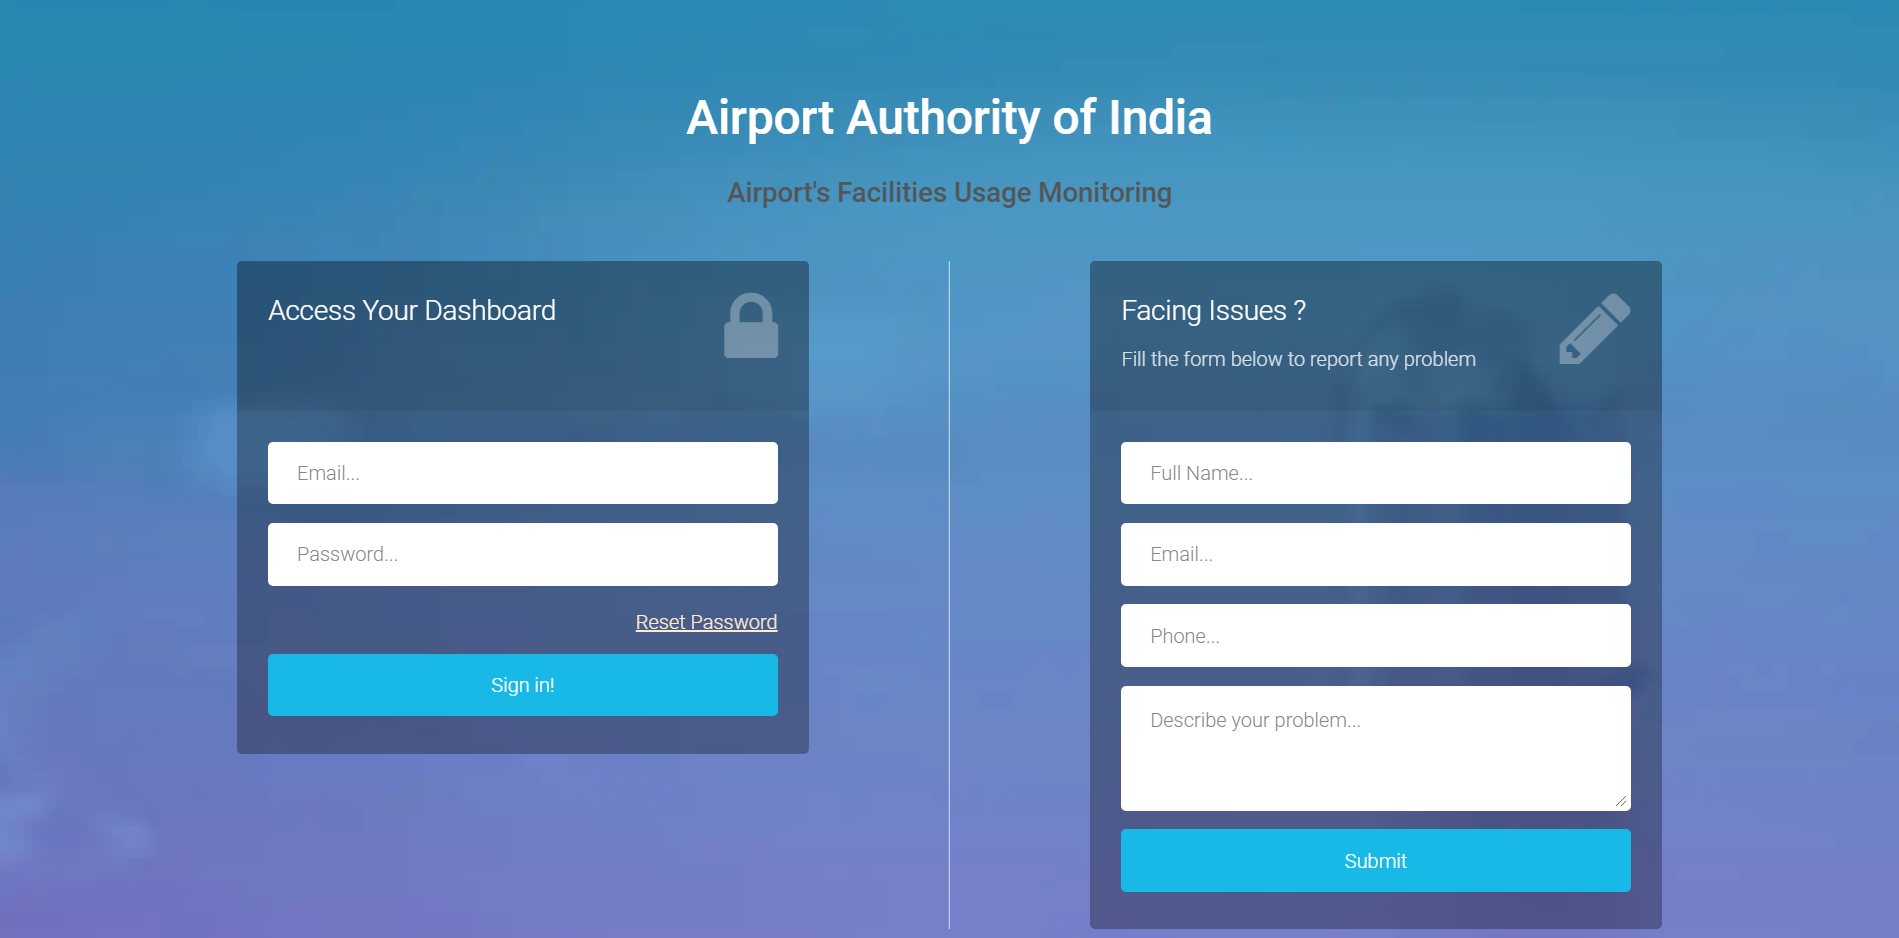 Airport Authority of India
Airport's Facilities Usage Monitoring
Access Your Dashboard
Email...
Password...
Reset Password
Sign in!
Facing Issues ?
Fill the form below to report any problem
Full Name...
Email...
Phone...
Describe your problem...
Submit